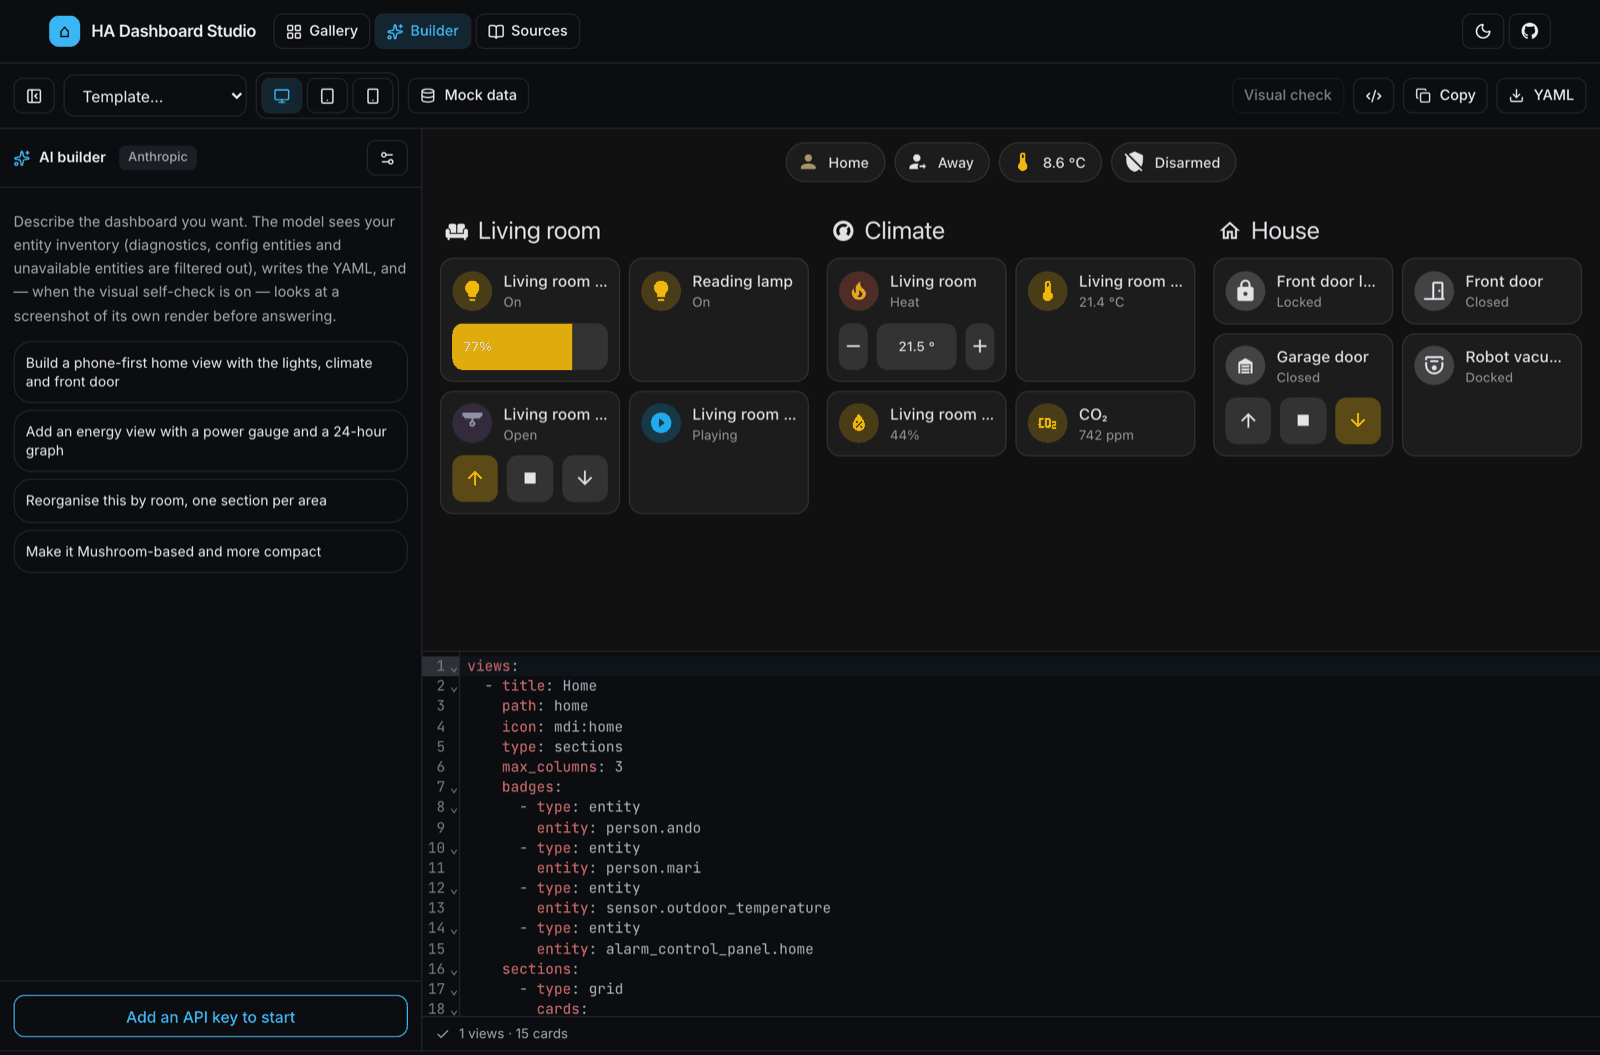 HA Dashboard Studio
Gallery
Builder
Sources
Template...
Mock data
Visual check
Copy
YAML
AI builder
Anthropic
Describe the dashboard you want. The model sees your
entity inventory (diagnostics, config entities and
unavailable entities are filtered out), writes the YAML, and
— when the visual self-check is on — looks at a
screenshot of its own render before answering.
Build a phone-first home view with the lights, climate
and front door
Add an energy view with a power gauge and a 24-hour
graph
Reorganise this by room, one section per area
Make it Mushroom-based and more compact
Add an API key to start
Home
Away
8.6 °C
Disarmed
Living room
Living room ...
On
77%
Reading lamp
On
Living room ...
Open
Living room ...
Playing
Climate
Living room
Heat
21.5 °
Living room ...
21.4 °C
Living room ...
44%
CO₂
CO₂
742 ppm
House
Front door l...
Locked
Front door
Closed
Garage door
Closed
Robot vacu...
Docked
1 views:
2 - title: Home
3 path: home
4 icon: mdi:home
5 type: sections
6 max_columns: 3
7 badges:
8 - type: entity
9 entity: person.ando
10 - type: entity
11 entity: person.mari
12 - type: entity
13 entity: sensor.outdoor_temperature
14 - type: entity
15 entity: alarm_control_panel.home
16 sections:
17 - type: grid
18 cards:
1 views · 15 cards